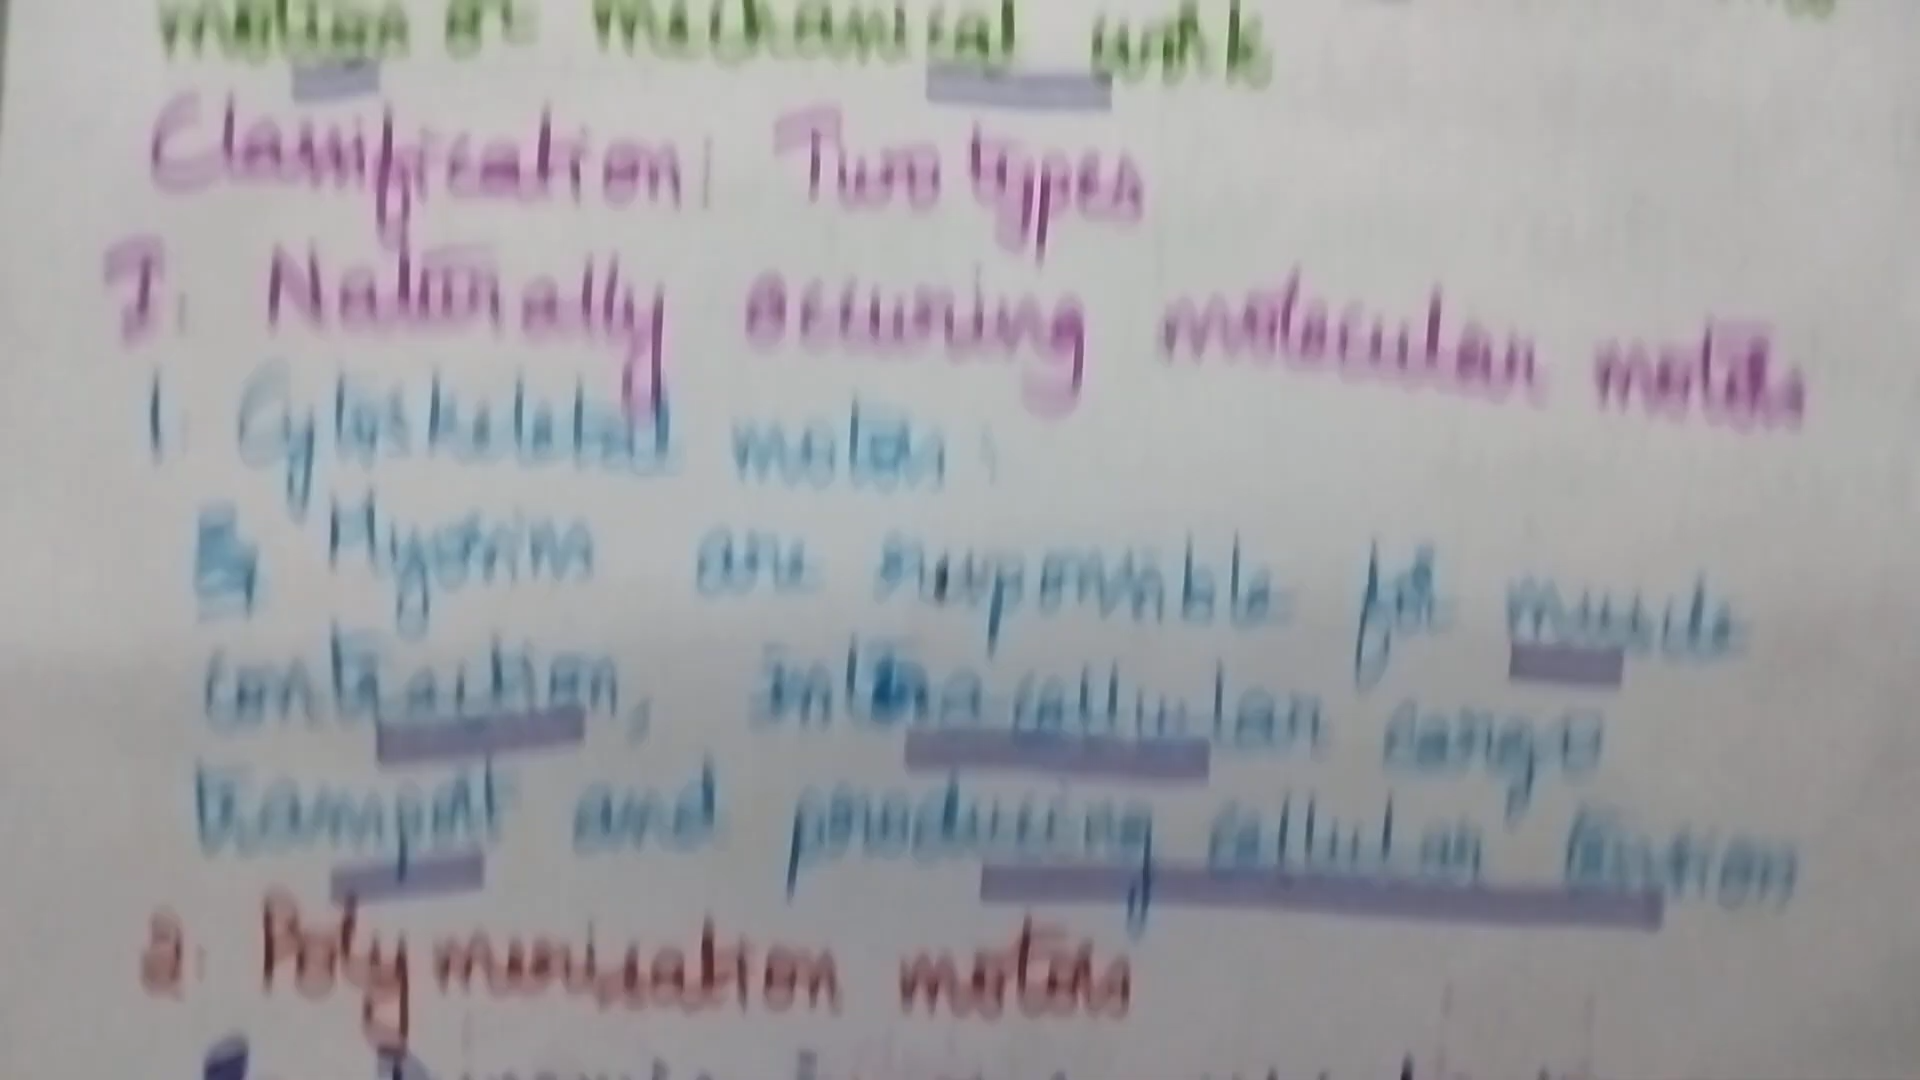 motion or mechanical work
Classification: Two types
I. Naturally occuring molecular motors
1. Cytoskeletal motors:
Myosins are responsible for muscle
contraction, intracellular cargo
transport and producing cellular tension
2. Polymerisation motors